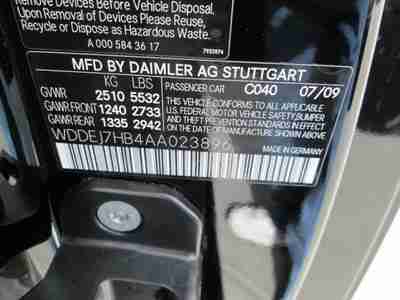 Remove Devices Before Vehicle Disposal.
Upon Removal of Devices, Reuse,
Recycle or Dispose as Hazardous Waste.
A 000 584 36 17
MFD BY DAIMLER AG STUTTGART
KG LBS PASSENGER CAR C040 07/09
GVWR 2510 5532 THIS VEHICLE CONFORMS TO ALL APPLICABLE
GAWR FRONT 1240 2733 U.S. FEDERAL MOTOR VEHICLE SAFETY, BUMPER,
GAWR REAR 1335 2942 AND THEFT PREVENTION STANDARDS IN EFFECT
ON THE DATE OF MANUFACTURE SHOWN ABOVE.
WDDEJ7HB4AA023896
MADE IN GERMANY